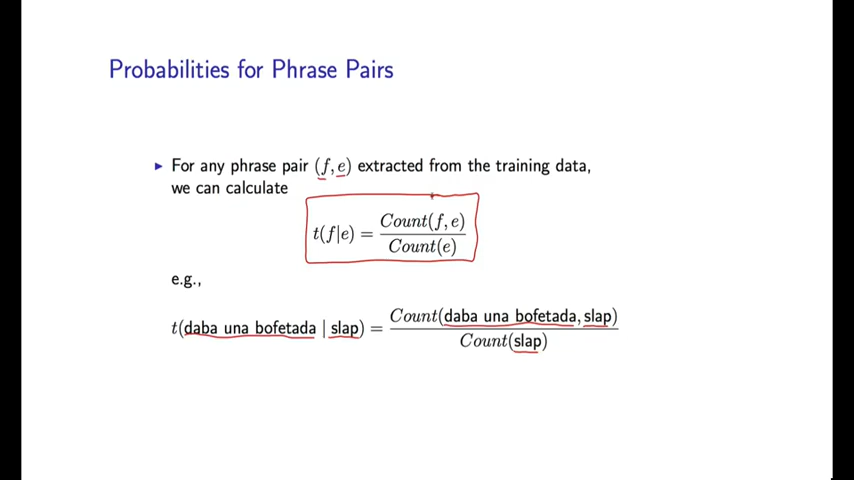 Probabilities for Phrase Pairs
▶ For any phrase pair (f, e) extracted from the training data,
we can calculate
t(f|e) = Count(f, e) / Count(e)
e.g.,
t(daba una bofetada | slap) = Count(daba una bofetada, slap) / Count(slap)